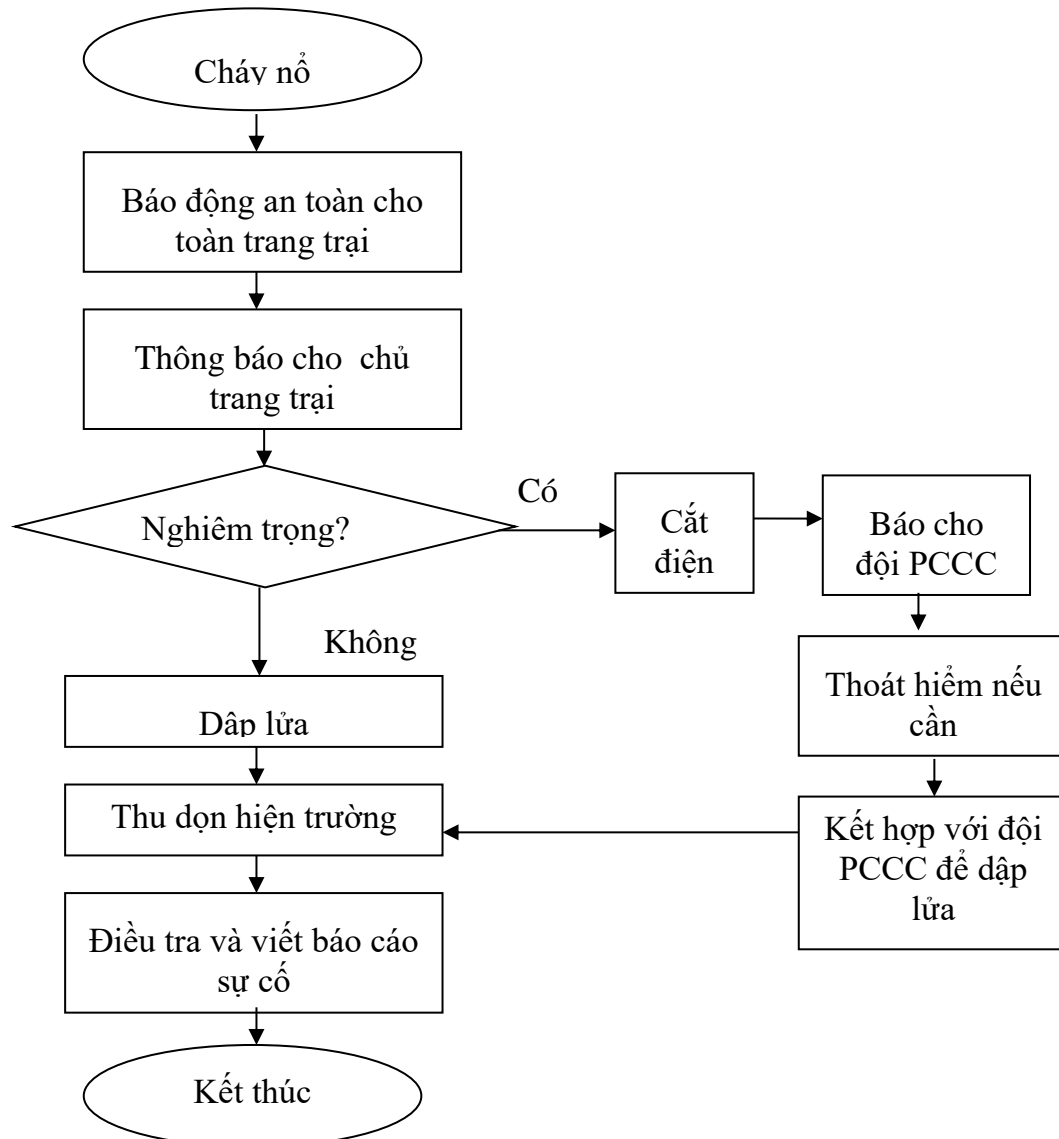 Cháy nổ
Báo động an toàn cho
toàn trang trại
Thông báo cho chủ
trang trại
Nghiêm trọng?
Có
Cắt
điện
Báo cho
đội PCCC
Không
Thoát hiểm nếu
cần
Dập lửa
Thu dọn hiện trường
Kết hợp với đội
PCCC để dập
lửa
Điều tra và viết báo cáo
sự cố
Kết thúc